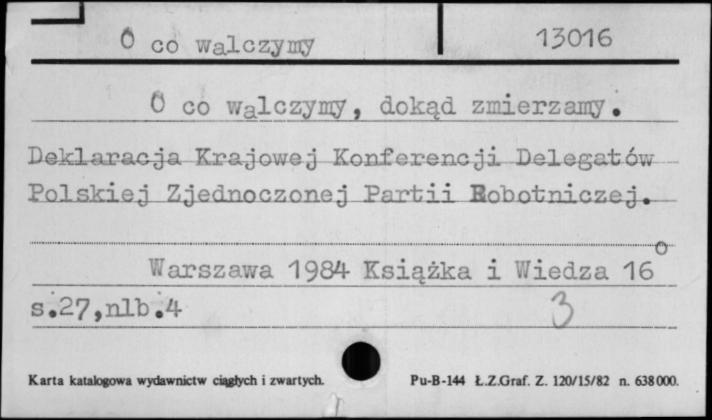 O co walczymy 13016
O co walczymy, dokąd zmierzamy.
Deklaracja Krajowej Konferencji Delegatów
Polskiej Zjednoczonej Partii Robotniczej.
Warszawa 1984 Książka i Wiedza 16°
s.27,nlb.4 3
Karta katalogowa wydawnictw ciągłych i zwartych. Pu-B-144 Ł.Z.Graf. Z. 120/15/82 n. 638000.